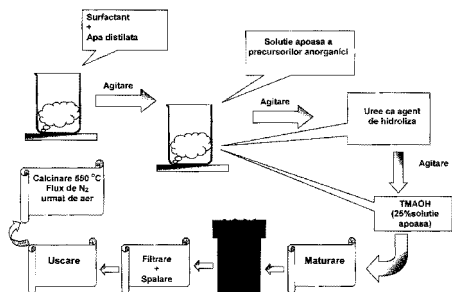 Surfactant
+
Apa distilata
Agitare
Solutie apoasa a
precursorilor anorganici
Agitare
Uree ca agent
de hidroliza
Agitare
TMAOH
(25%solutie
apoasa)
Maturare
Filtrare
+
Spalare
Uscare
Calcinare 550 °C
Flux de N2
urmat de aer